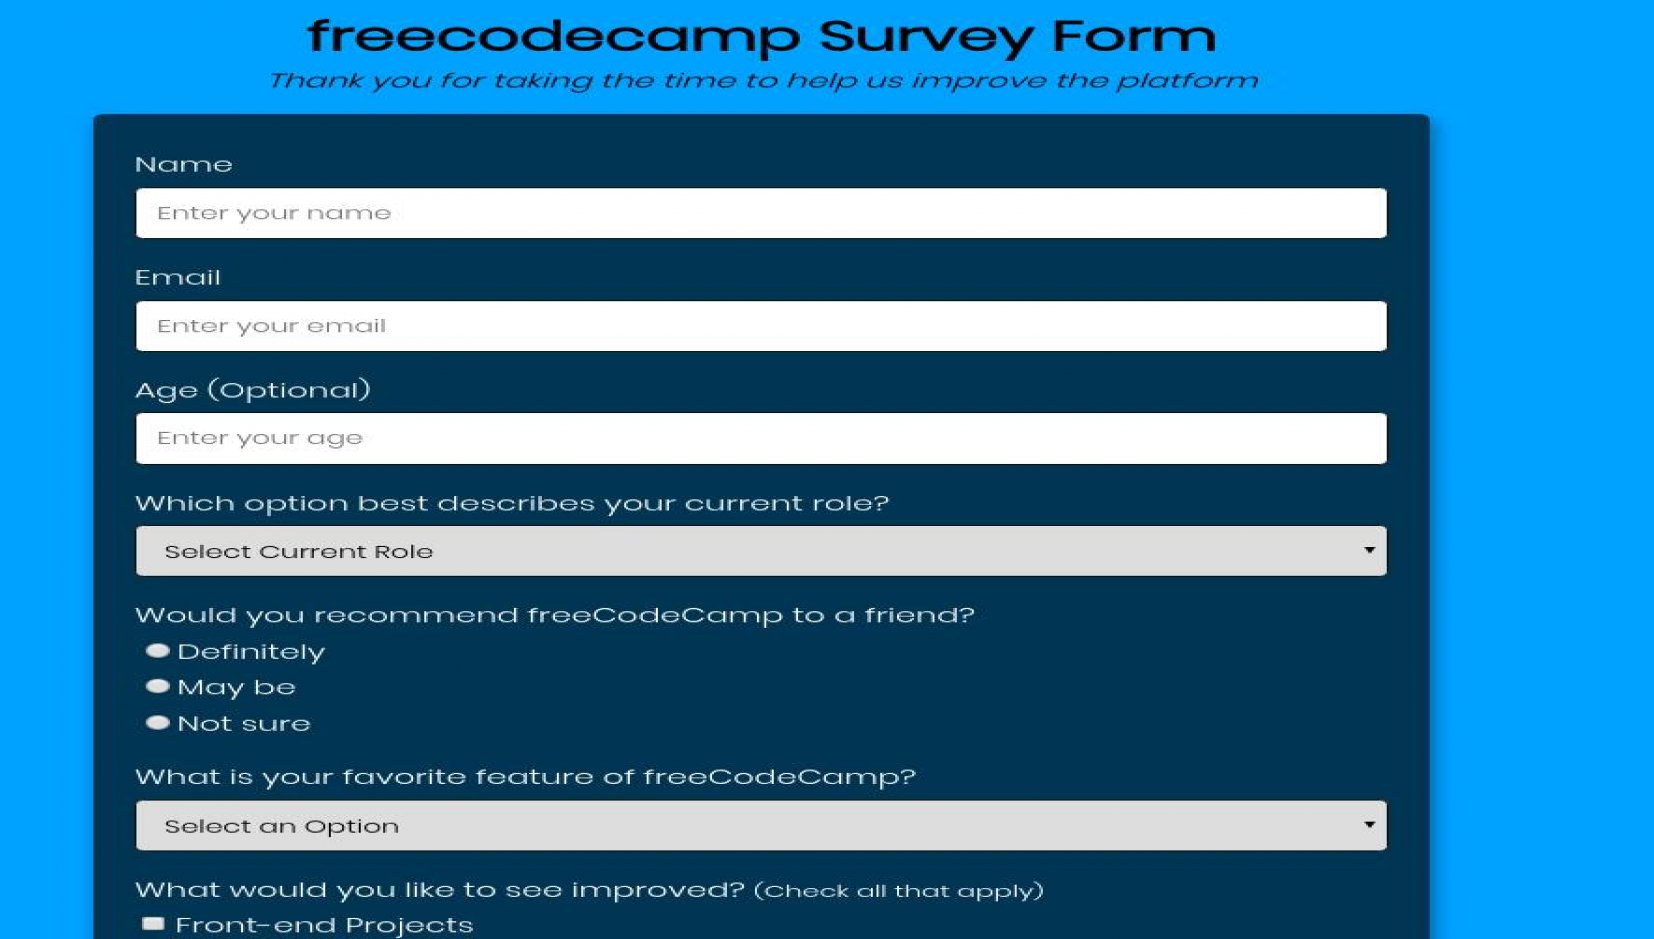 freecodecamp Survey Form
Thank you for taking the time to help us improve the platform
Name
Enter your name
Email
Enter your email
Age (Optional)
Enter your age
Which option best describes your current role?
Select Current Role
Would you recommend freeCodeCamp to a friend?
Definitely
May be
Not sure
What is your favorite feature of freeCodeCamp?
Select an Option
What would you like to see improved? (Check all that apply)
Front-end Projects